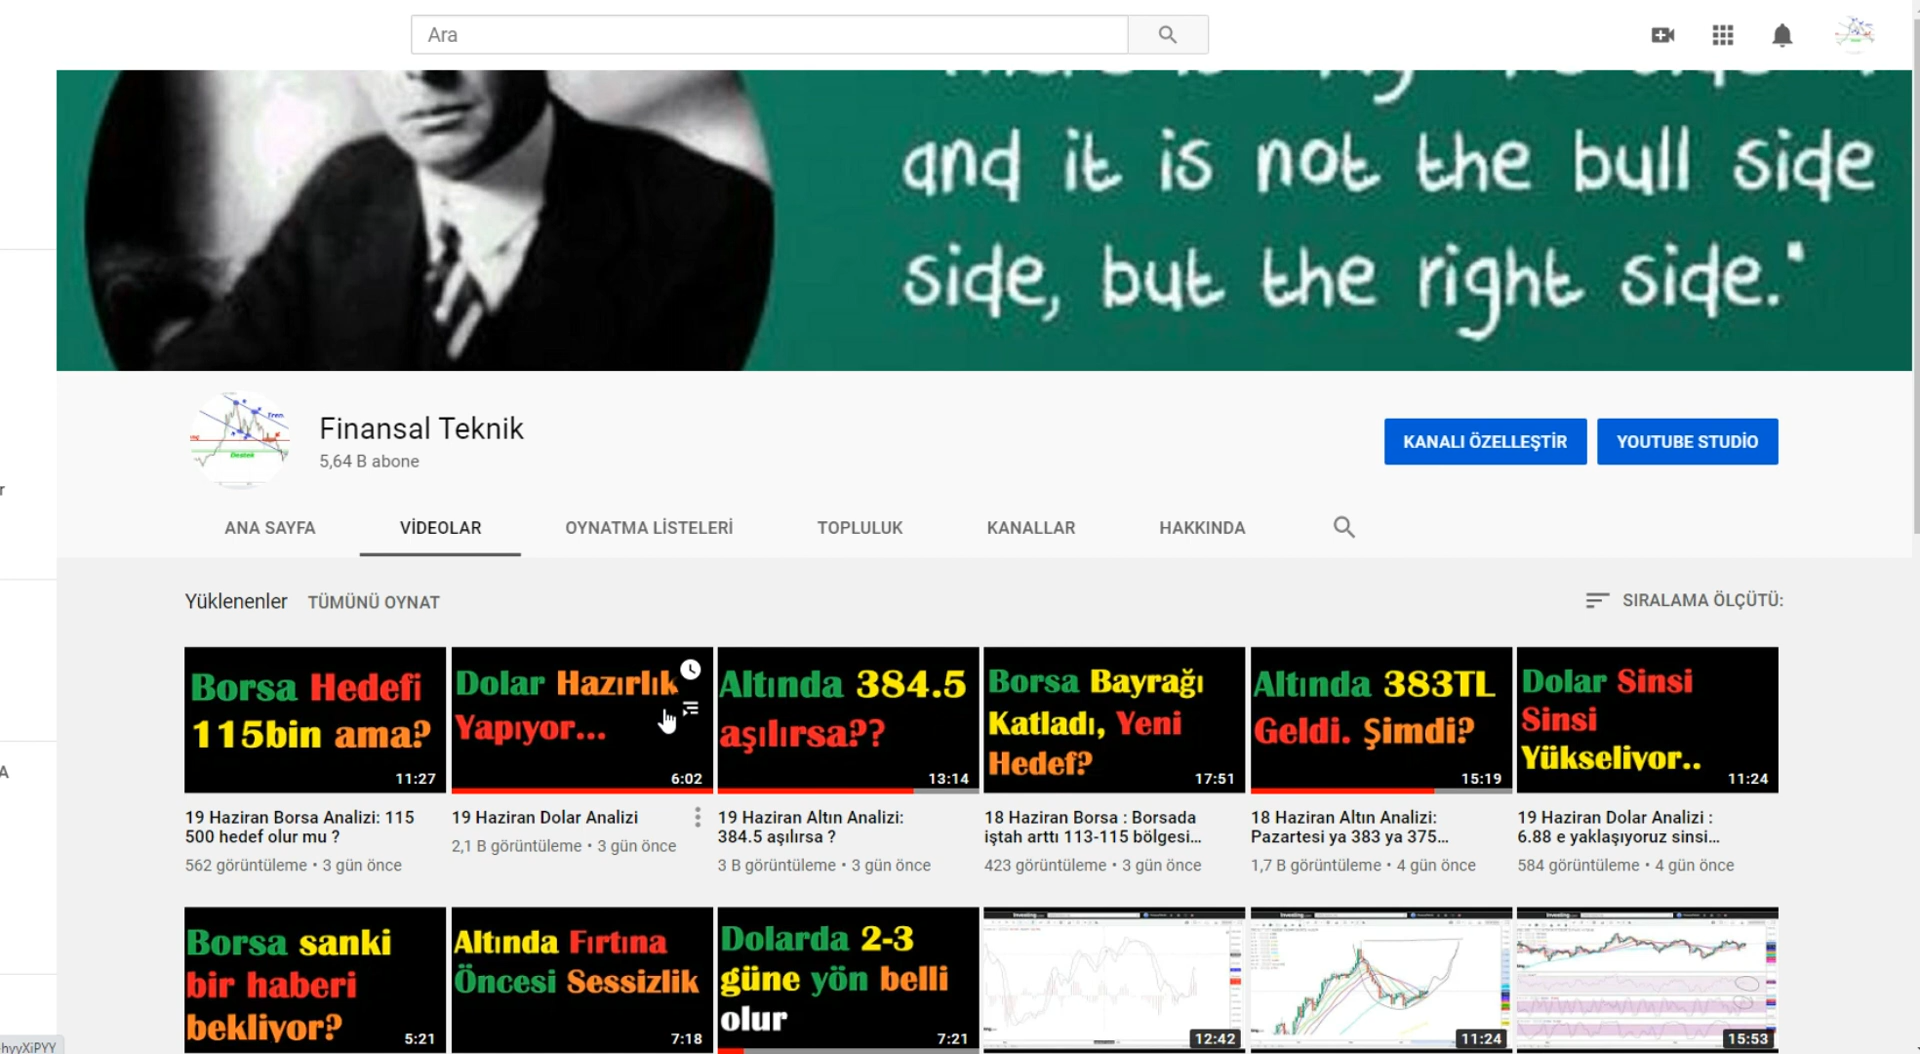 Ara
and it is not the bull side
side, but the right side."
Finansal Teknik
5,64 B abone
KANALI ÖZELLEŞTİR
YOUTUBE STUDİO
ANA SAYFA
VİDEOLAR
OYNATMA LİSTELERİ
TOPLULUK
KANALLAR
HAKKINDA
Yüklenenler
TÜMÜNÜ OYNAT
SIRALAMA ÖLÇÜTÜ:
Borsa Hedefi
115bin ama?
11:27
19 Haziran Borsa Analizi: 115
500 hedef olur mu ?
562 görüntüleme • 3 gün önce
Dolar Hazırlık
Yapıyor...
6:02
19 Haziran Dolar Analizi
2,1 B görüntüleme • 3 gün önce
Altında 384.5
aşılırsa??
13:14
19 Haziran Altın Analizi:
384.5 aşılırsa ?
3 B görüntüleme • 3 gün önce
Borsa Bayrağı
Katladı, Yeni
Hedef?
17:51
18 Haziran Borsa : Borsada
iştah arttı 113-115 bölgesi...
423 görüntüleme • 3 gün önce
Altında 383TL
Geldi. Şimdi?
15:19
18 Haziran Altın Analizi:
Pazartesi ya 383 ya 375...
1,7 B görüntüleme • 4 gün önce
Dolar Sinsi
Sinsi
Yükseliyor..
11:24
19 Haziran Dolar Analizi :
6.88 e yaklaşıyoruz sinsi...
584 görüntüleme • 4 gün önce
Borsa sanki
bir haberi
bekliyor?
5:21
Altında Fırtına
Öncesi Sessizlik
7:18
Dolarda 2-3
güne yön belli
olur
7:21
12:42
11:24
15:53
hyyXiPYY